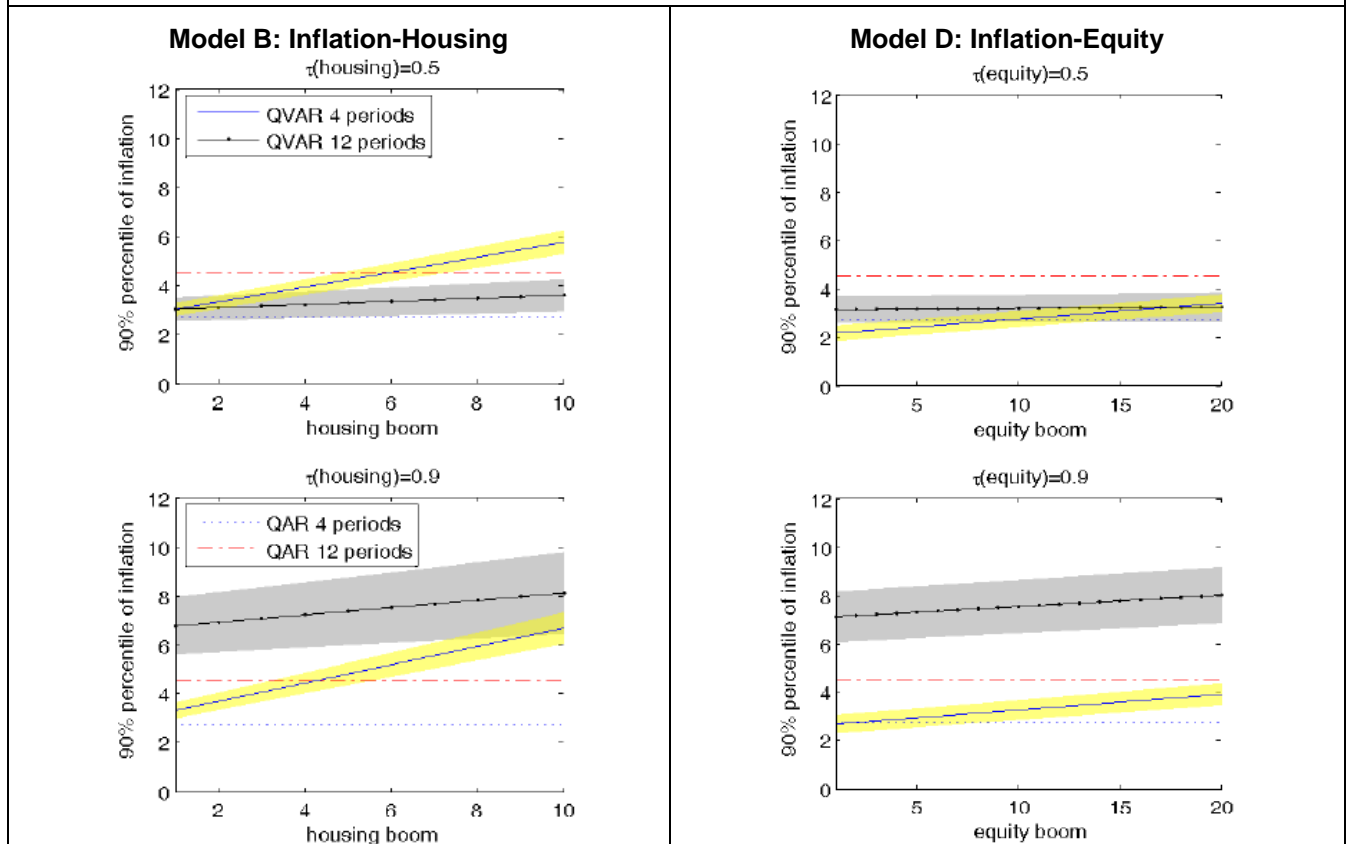 Model B: Inflation-Housing
τ(housing)=0.5
12
10
8
6
4
2
0
90% percentile of inflation
QVAR 4 periods
QVAR 12 periods
2
4
6
8
10
housing boom
τ(housing)=0.9
12
10
8
6
4
2
0
90% percentile of inflation
QAR 4 periods
QAR 12 periods
2
4
6
8
10
housing boom
Model D: Inflation-Equity
τ(equity)=0.5
12
10
8
6
4
2
0
90% percentile of inflation
5
10
15
20
equity boom
τ(equity)=0.9
12
10
8
6
4
2
0
90% percentile of inflation
5
10
15
20
equity boom